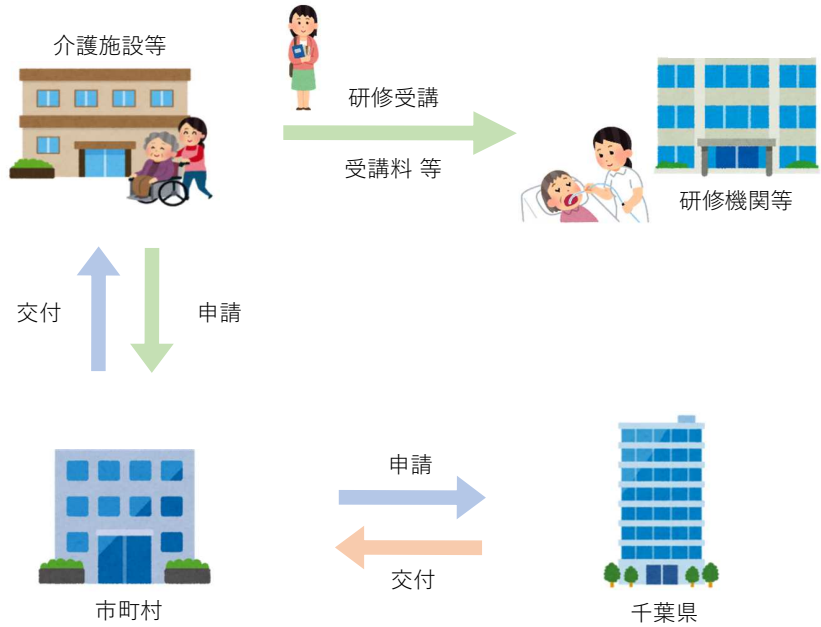 介護施設等
研修受講
受講料 等
研修機関等
交付
申請
申請
交付
市町村
千葉県